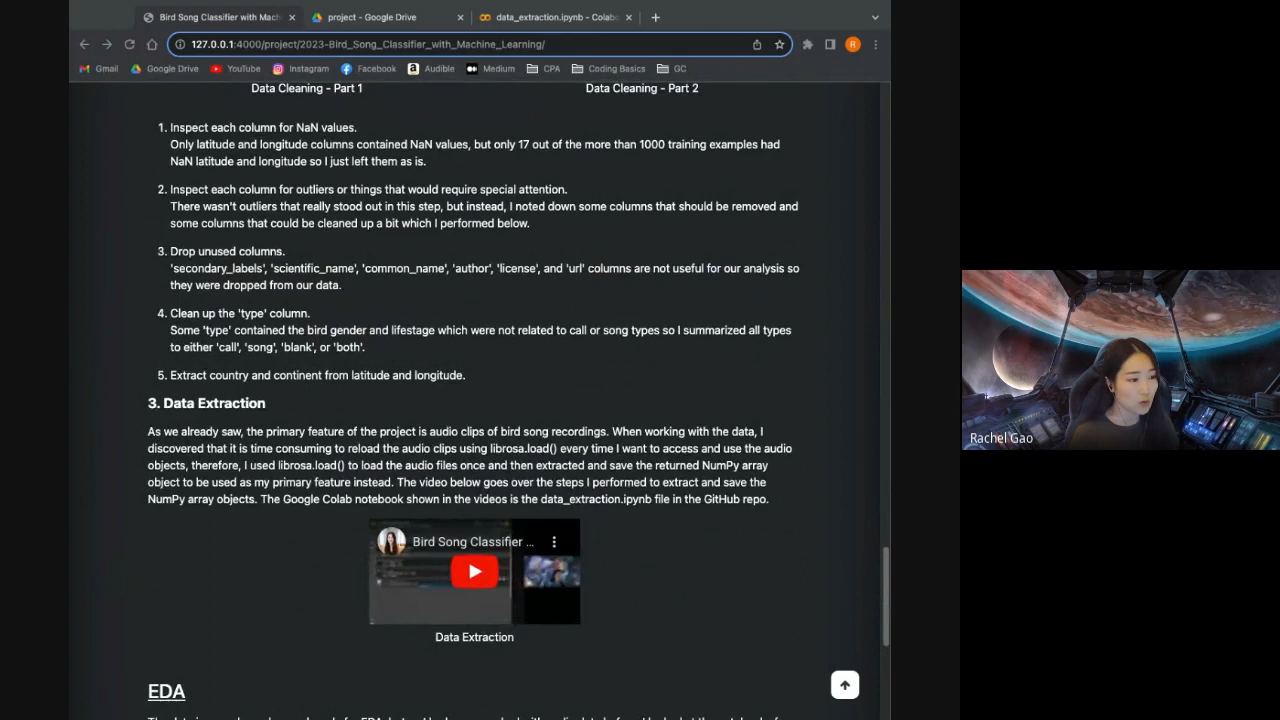 Bird Song Classifier with Mach
project - Google Drive
data_extraction.ipynb - Colab
127.0.0.1:4000/project/2023-Bird_Song_Classifier_with_Machine_Learning/
R
Gmail
Google Drive
YouTube
Instagram
Facebook
Audible
Medium
CPA
Coding Basics
GC
Data Cleaning - Part 1
Data Cleaning - Part 2
1. Inspect each column for NaN values.
Only latitude and longitude columns contained NaN values, but only 17 out of the more than 1000 training examples had
NaN latitude and longitude so I just left them as is.
2. Inspect each column for outliers or things that would require special attention.
There wasn't outliers that really stood out in this step, but instead, I noted down some columns that should be removed and
some columns that could be cleaned up a bit which I performed below.
3. Drop unused columns.
'secondary_labels', 'scientific_name', 'common_name', 'author', 'license', and 'url' columns are not useful for our analysis so
they were dropped from our data.
4. Clean up the 'type' column.
Some 'type' contained the bird gender and lifestage which were not related to call or song types so I summarized all types
to either 'call', 'song', 'blank', or 'both'.
5. Extract country and continent from latitude and longitude.
3. Data Extraction
As we already saw, the primary feature of the project is audio clips of bird song recordings. When working with the data, I
discovered that it is time consuming to reload the audio clips using librosa.load() every time I want to access and use the audio
objects, therefore, I used librosa.load() to load the audio files once and then extracted and save the returned NumPy array
object to be used as my primary feature instead. The video below goes over the steps I performed to extract and save the
NumPy array objects. The Google Colab notebook shown in the videos is the data_extraction.ipynb file in the GitHub repo.
Bird Song Classifier ...
Data Extraction
EDA
Rachel Gao